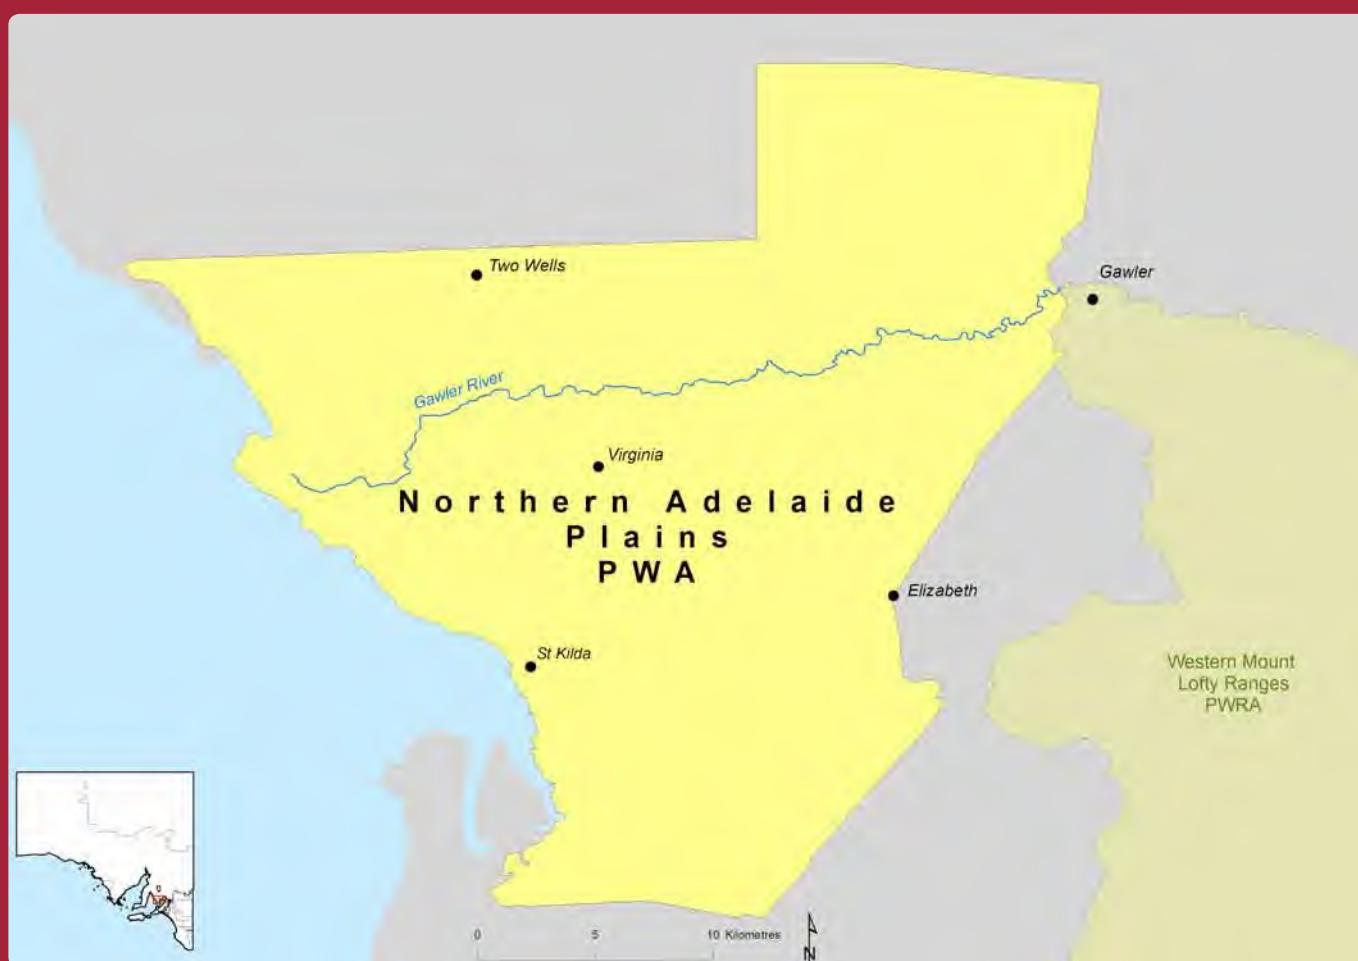 Two Wells
Gawler
Gawler River
Virginia
Northern Adelaide
Plains
PWA
Elizabeth
St Kilda
Western Mount
Lofty Ranges
PWRA
0 5 10 Kilometres
N